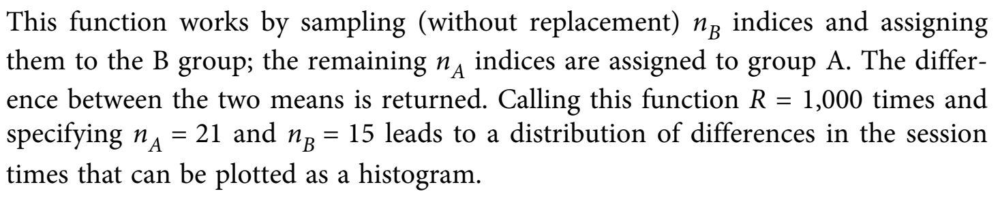 This function works by sampling (without replacement) n_B indices and assigning
them to the B group; the remaining n_A indices are assigned to group A. The differ-
ence between the two means is returned. Calling this function R = 1,000 times and
specifying n_A = 21 and n_B = 15 leads to a distribution of differences in the session
times that can be plotted as a histogram.